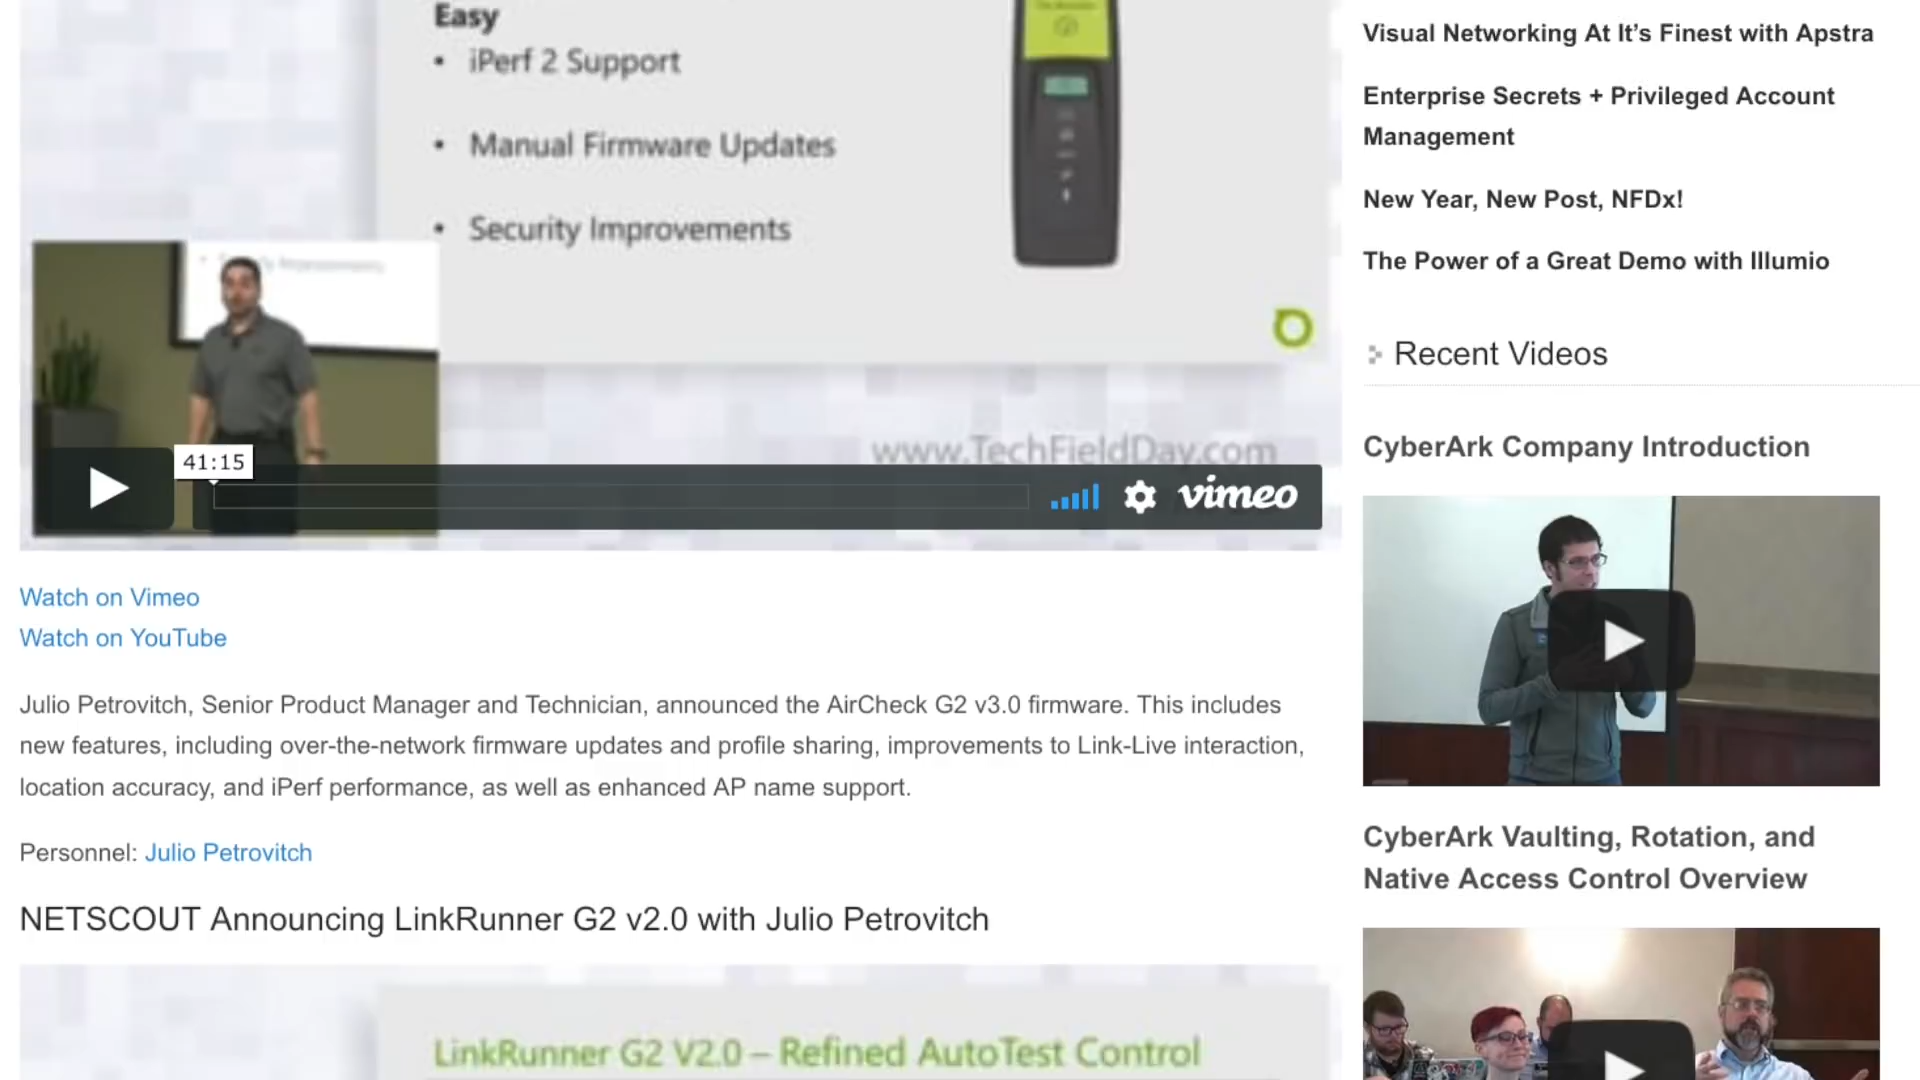 Easy
• iPerf 2 Support
• Manual Firmware Updates
• Security Improvements
www.TechFieldDay.com
41:15
vimeo
Watch on Vimeo
Watch on YouTube
Julio Petrovitch, Senior Product Manager and Technician, announced the AirCheck G2 v3.0 firmware. This includes
new features, including over-the-network firmware updates and profile sharing, improvements to Link-Live interaction,
location accuracy, and iPerf performance, as well as enhanced AP name support.
Personnel: Julio Petrovitch
NETSCOUT Announcing LinkRunner G2 v2.0 with Julio Petrovitch
LinkRunner G2 V2.0 – Refined AutoTest Control
Visual Networking At It’s Finest with Apstra
Enterprise Secrets + Privileged Account
Management
New Year, New Post, NFDx!
The Power of a Great Demo with Illumio
Recent Videos
CyberArk Company Introduction
CyberArk Vaulting, Rotation, and
Native Access Control Overview